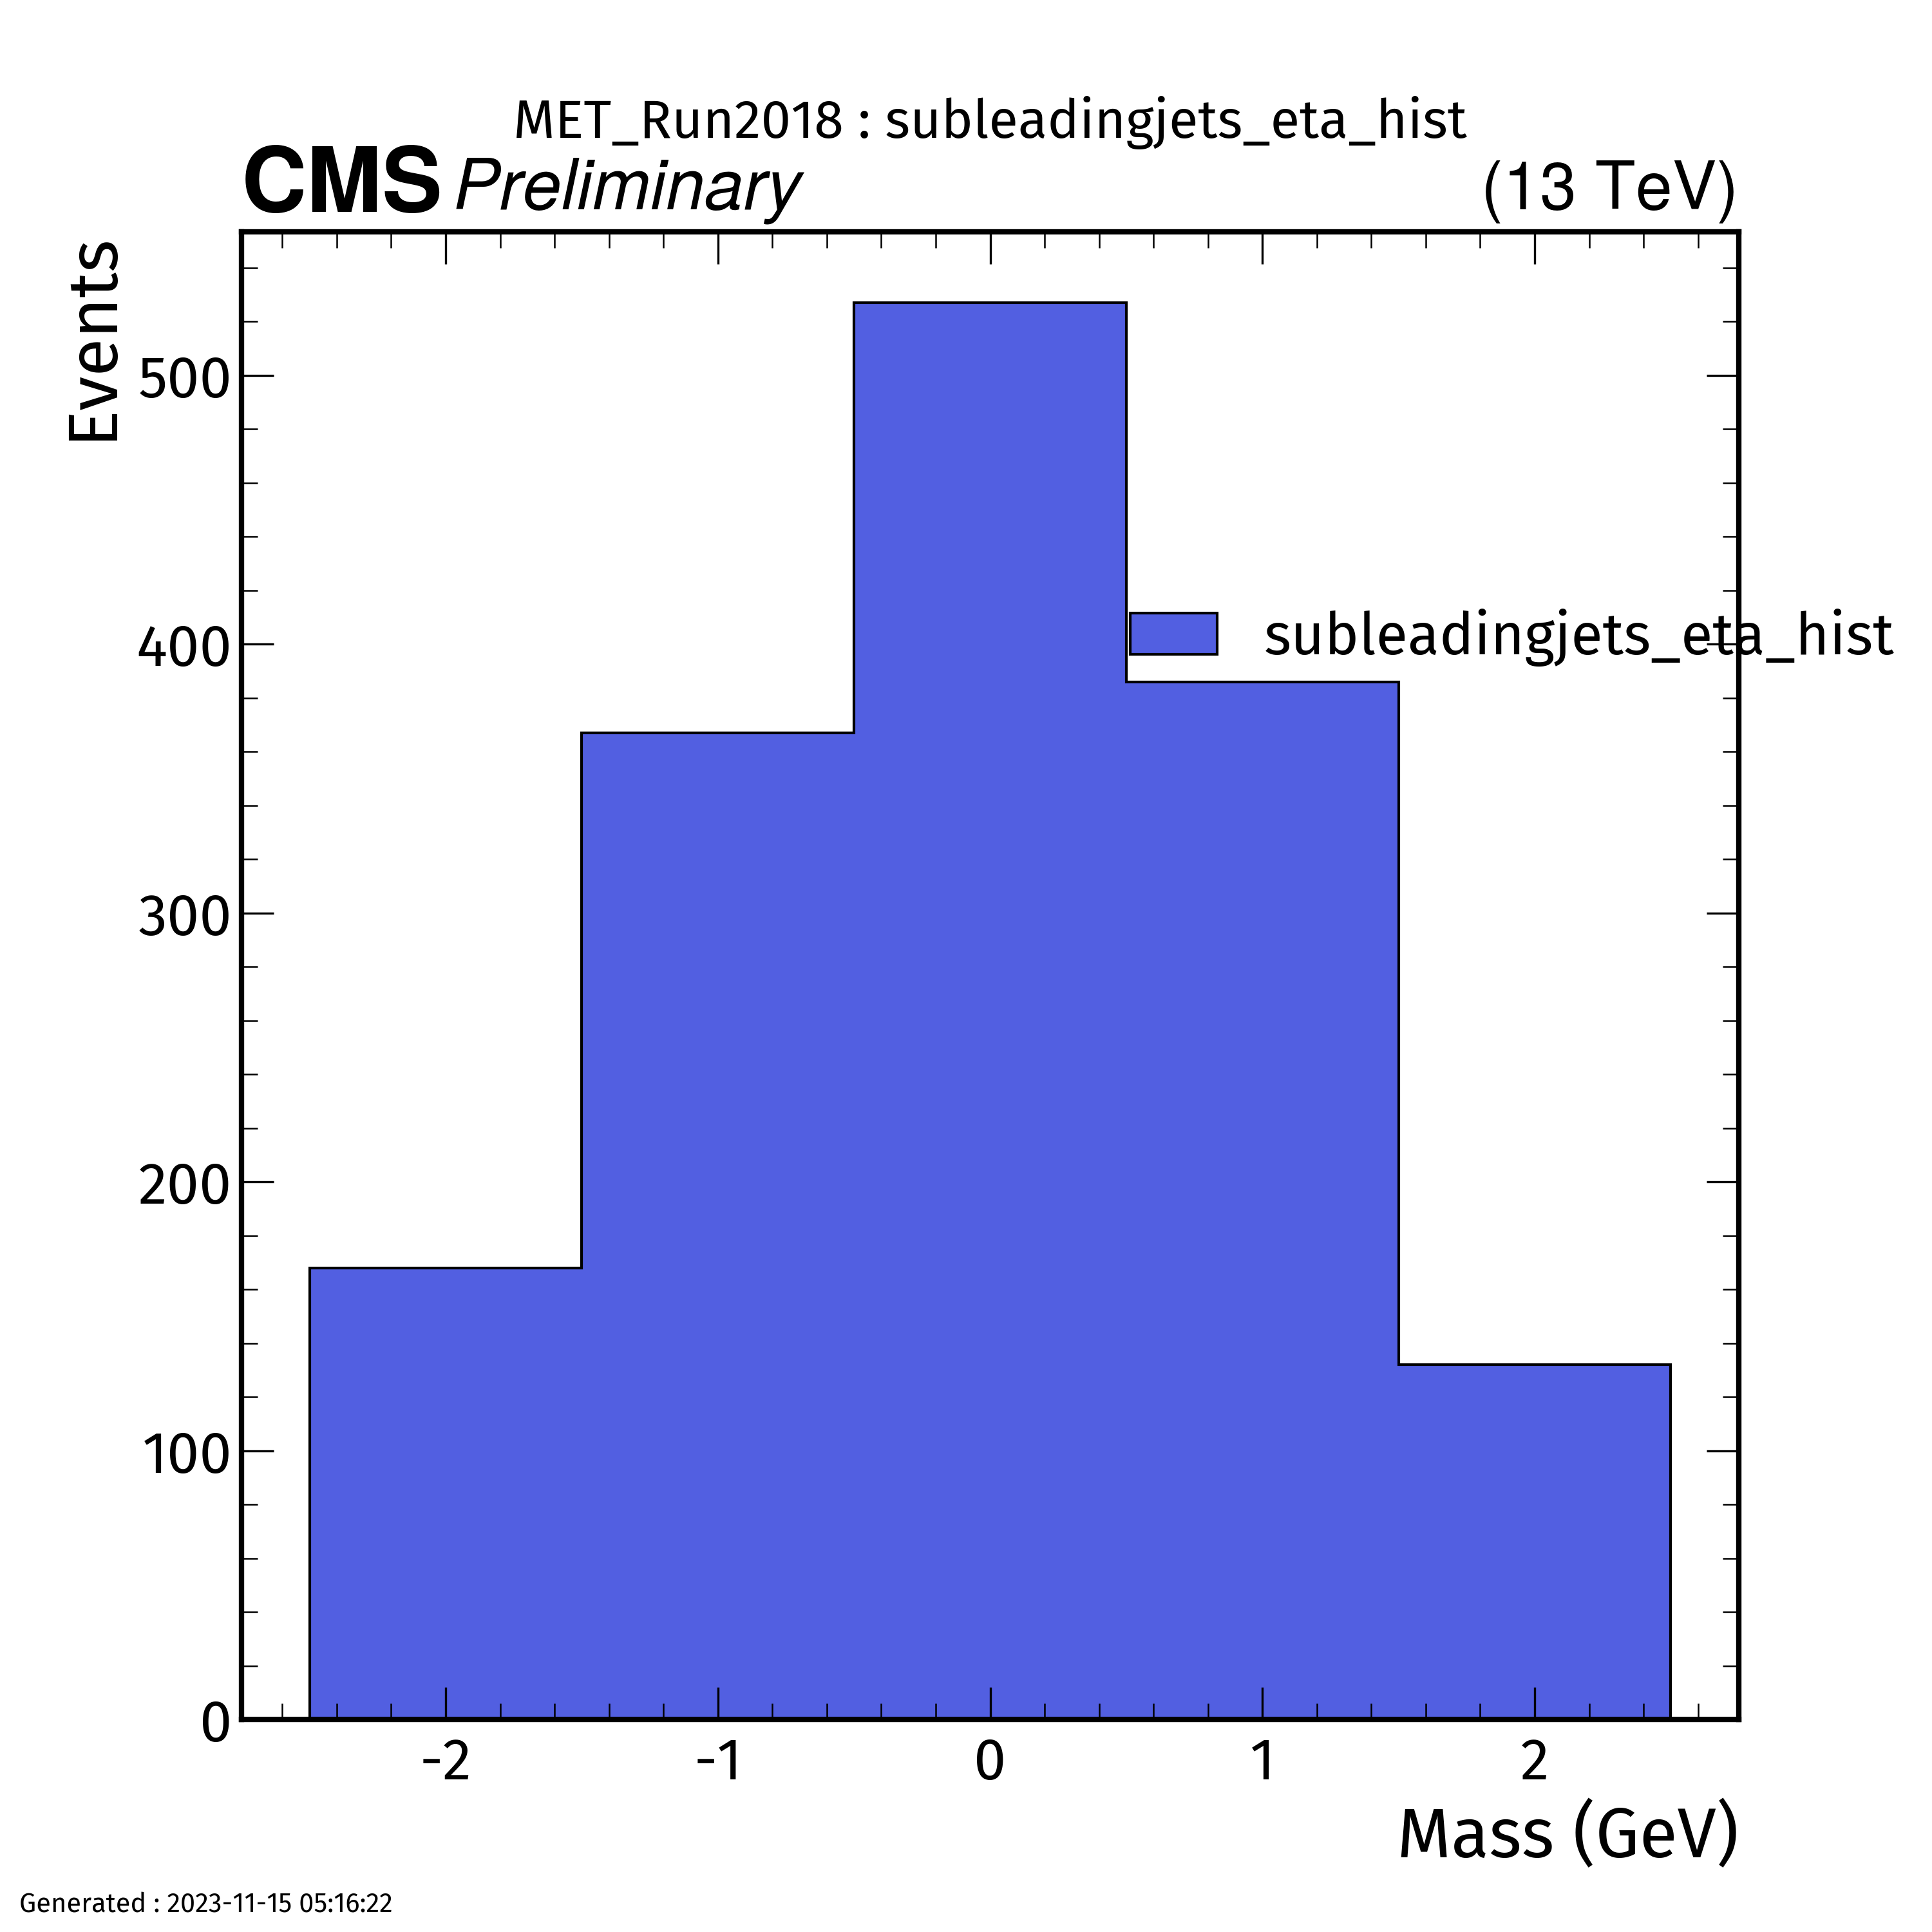 MET_Run2018 : subleadingjets_eta_hist
CMS Preliminary (13 TeV)
Events
500
400
300
200
100
0
subleadingjets_eta_hist
-2 -1 0 1 2
Mass (GeV)
Generated : 2023-11-15 05:16:22